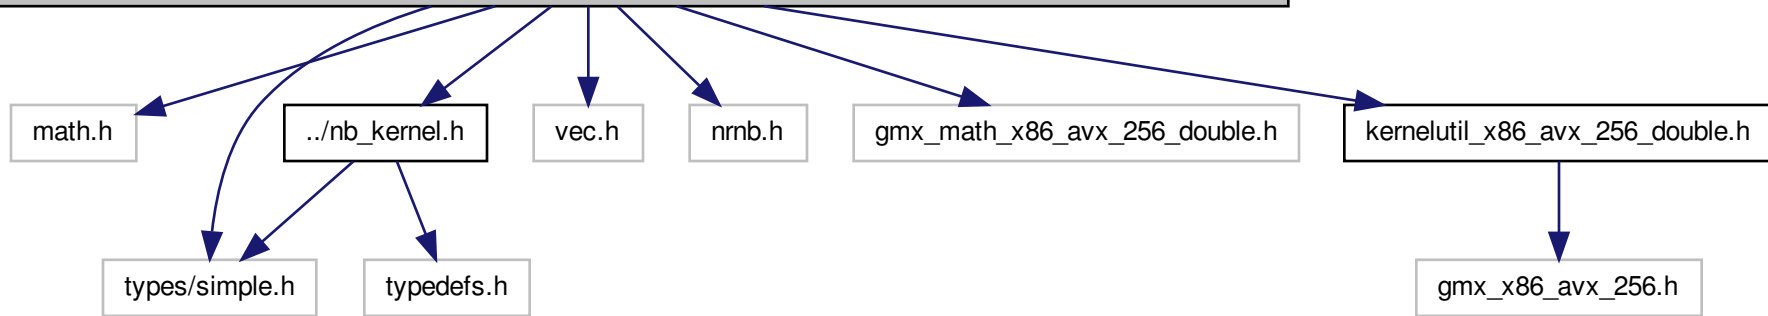 math.h
../nb_kernel.h
vec.h
nrnb.h
gmx_math_x86_avx_256_double.h
kernelutil_x86_avx_256_double.h
types/simple.h
typedefs.h
gmx_x86_avx_256.h